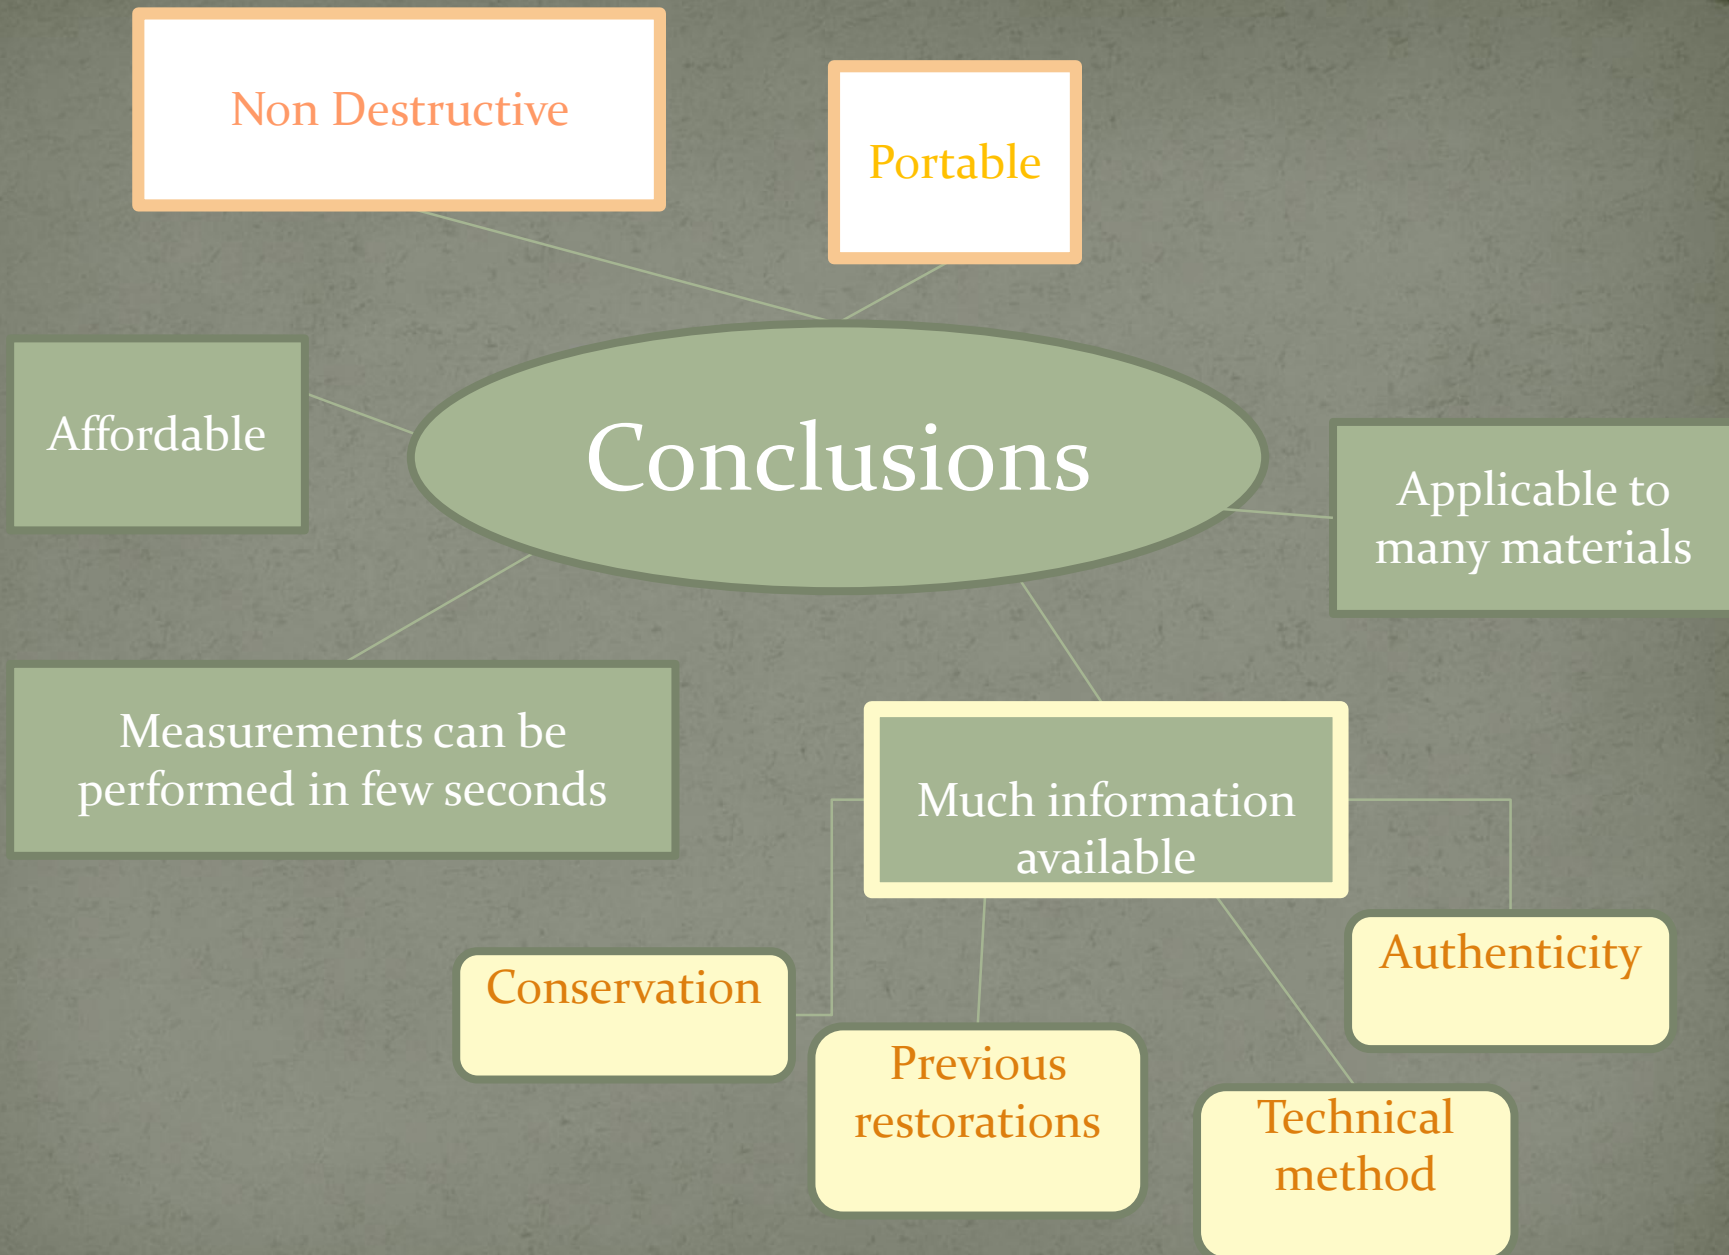 Non Destructive
Portable
Affordable
Conclusions
Applicable to
many materials
Measurements can be
performed in few seconds
Much information
available
Conservation
Previous
restorations
Technical
method
Authenticity